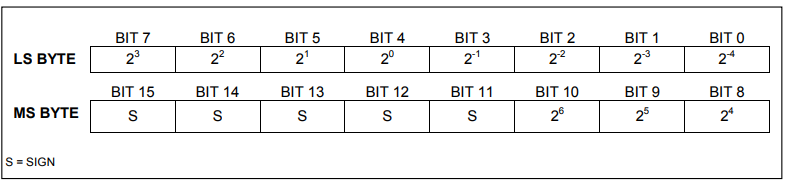 BIT 7 BIT 6 BIT 5 BIT 4 BIT 3 BIT 2 BIT 1 BIT 0
LS BYTE 2³ 2² 2¹ 2⁰ 2⁻¹ 2⁻² 2⁻³ 2⁻⁴
BIT 15 BIT 14 BIT 13 BIT 12 BIT 11 BIT 10 BIT 9 BIT 8
MS BYTE S S S S S 2⁶ 2⁵ 2⁴
S = SIGN